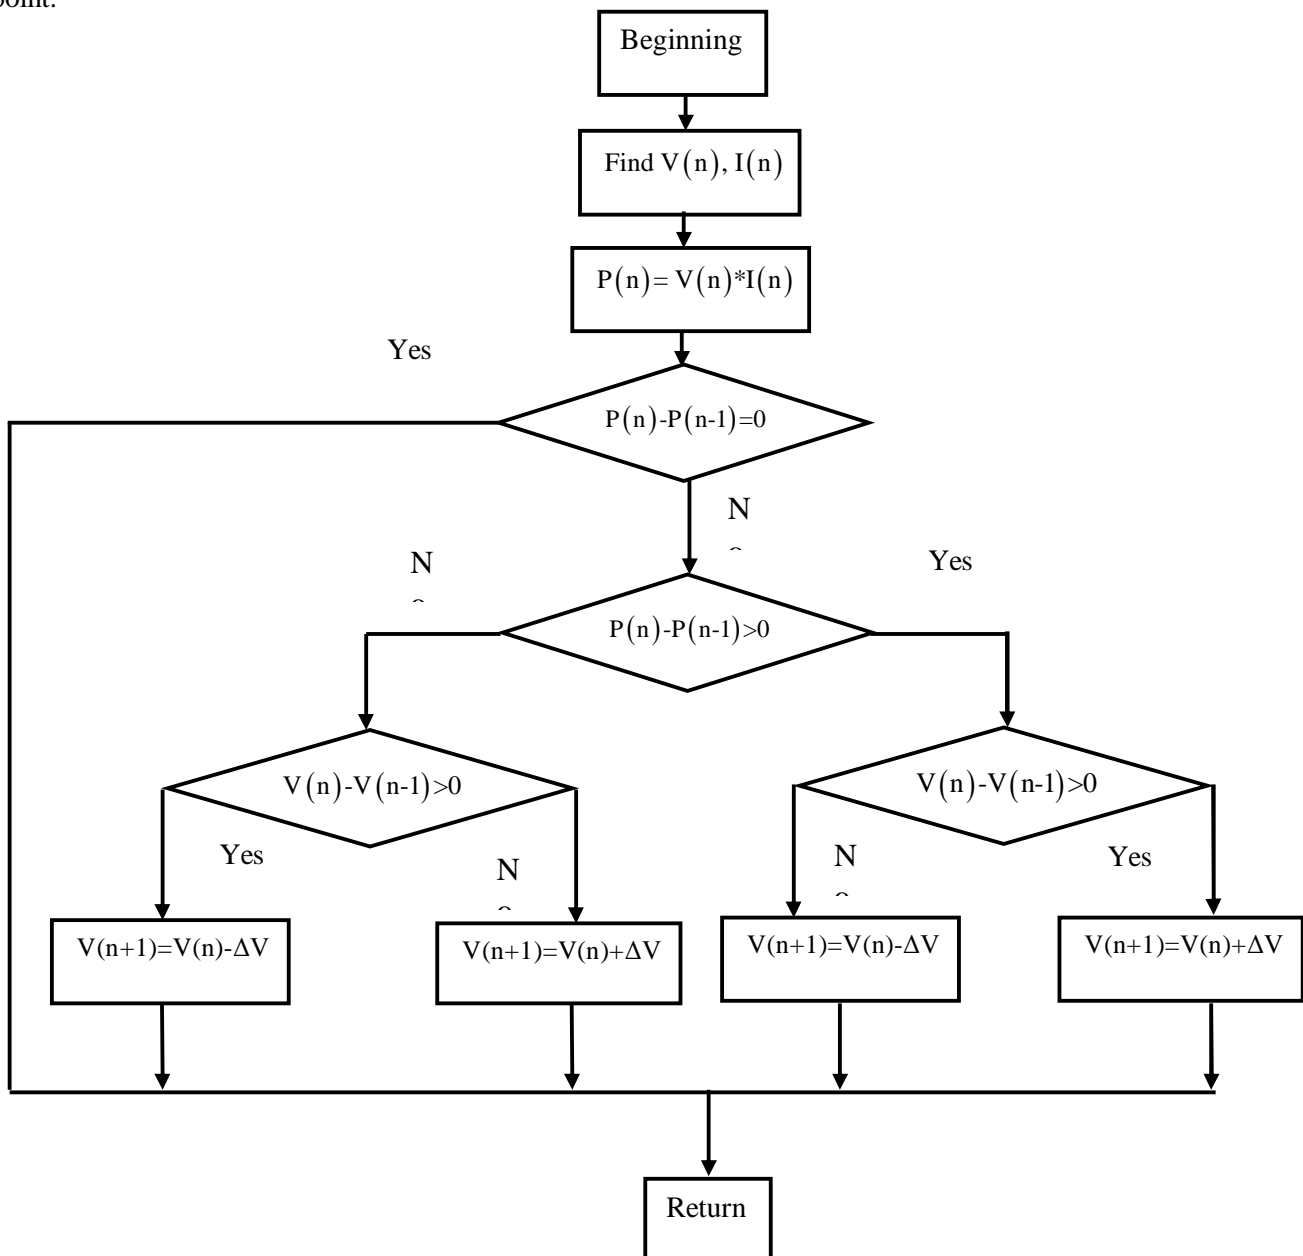 point.
Beginning
Find V(n), I(n)
P(n)= V(n)*I(n)
Yes
P(n)-P(n-1)=0
N
N
Yes
P(n)-P(n-1)>0
V(n)-V(n-1)>0
V(n)-V(n-1)>0
Yes
N
N
Yes
V(n+1)=V(n)-ΔV
V(n+1)=V(n)+ΔV
V(n+1)=V(n)-ΔV
V(n+1)=V(n)+ΔV
Return